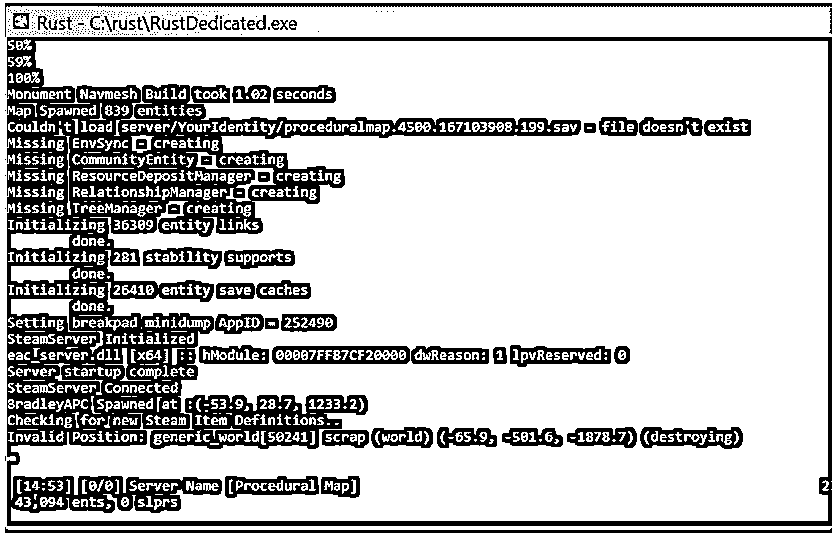 Rust - C:\rust\RustDedicated.exe
50%
59%
100%
Monument Navmesh Build took 1.02 seconds
Map Spawned 839 entities
Couldn't load server/YourIdentity/proceduralmap.4500.167103908.199.sav - file doesn't exist
Missing EnvSync - creating
Missing CommunityEntity - creating
Missing ResourceDepositManager - creating
Missing RelationshipManager - creating
Missing TreeManager - creating
Initializing 36309 entity links
done.
Initializing 281 stability supports
done.
Initializing 26410 entity save caches
done.
Setting breakpad minidump AppID = 252490
SteamServer Initialized
eac_server.dll [x64] :: hModule: 00007FF87CF20000 dwReason: 1 lpvReserved: 0
Server startup complete
SteamServer Connected
BradleyAPC Spawned at :(-53.9, 28.7, 1233.2)
Checking for new Steam Item Definitions..
Invalid Position: generic_world[50241] scrap (world) (-65.9, -501.6, -1878.7) (destroying)
[14:53] [0/0] Server Name [Procedural Map]
43,094 ents, 0 slprs